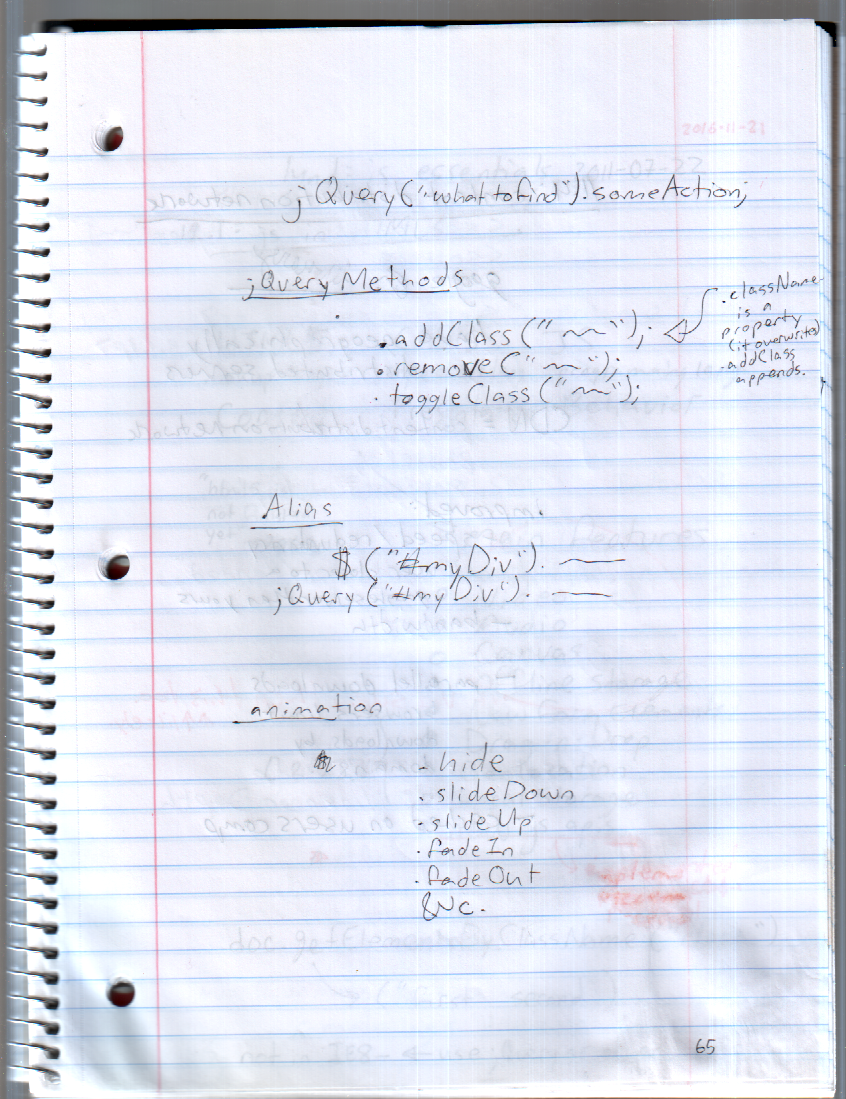 2016-11-21
jQuery("what to find").someAction;
jQuery Methods
.addClass("~~");
.className
is a
property
(it overwrites)
.addClass
appends.
.remove("~~");
.toggleClass("~~");
Alias
$("#myDiv"). ——
jQuery("#myDiv"). ——
animation
.hide
.slideDown
.slideUp
.fadeIn
.fadeOut
&c.
65